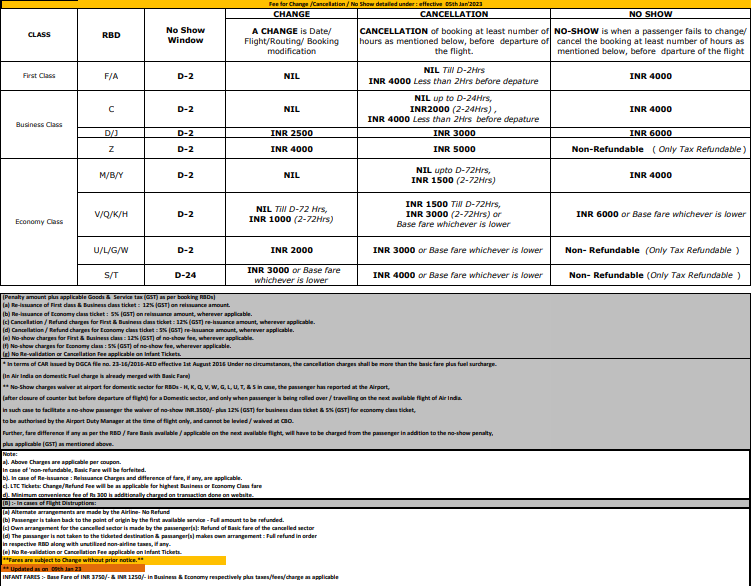 Fee for Change /Cancellation / No Show detailed under : effective 05th Jan'2023
CLASS
RBD
No Show
Window
CHANGE
CANCELLATION
NO SHOW
A CHANGE is Date/
Flight/Routing/ Booking
modification
CANCELLATION of booking at least number of
hours as mentioned below, before departure of
the flight.
NO-SHOW is when a passenger fails to change/
cancel the booking at least number of hours as
mentioned below, before dparture of the flight
First Class
F/A
D-2
NIL
NIL Till D-2Hrs
INR 4000 Less than 2Hrs before depature
INR 4000
Business Class
C
D-2
NIL
NIL up to D-24Hrs,
INR2000 (2-24Hrs) ,
INR 4000 Less than 2Hrs before depature
INR 4000
D/J
D-2
INR 2500
INR 3000
INR 6000
Z
D-2
INR 4000
INR 5000
Non-Refundable ( Only Tax Refundable )
Economy Class
M/B/Y
D-2
NIL
NIL upto D-72Hrs,
INR 1500 (2-72Hrs)
INR 4000
V/Q/K/H
D-2
NIL Till D-72 Hrs,
INR 1000 (2-72Hrs)
INR 1500 Till D-72Hrs,
INR 3000 (2-72Hrs) or
Base fare whichever is lower
INR 6000 or Base fare whichever is lower
U/L/G/W
D-2
INR 2000
INR 3000 or Base fare whichever is lower
Non- Refundable (Only Tax Refundable )
S/T
D-24
INR 3000 or Base fare
whichever is lower
INR 4000 or Base fare whichever is lower
Non- Refundable (Only Tax Refundable )
(Penalty amount plus applicable Goods & Service tax (GST) as per booking RBDs)
(a) Re-issuance of First class & Business class ticket : 12% (GST) on reissuance amount.
(b) Re-issuance of Economy class ticket : 5% (GST) on reissuance amount, wherever applicable.
(c) Cancellation / Refund charges for First & Business class ticket : 12% (GST) re-issuance amount, wherever applicable.
(d) Cancellation / Refund charges for Economy class ticket : 5% (GST) re-issuance amount, wherever applicable.
(e) No-show charges for First & Business class : 12% (GST) of no-show fee, wherever applicable.
(f) No-show charges for Economy class : 5% (GST) of no-show fee, wherever applicable.
(g) No Re-validation or Cancellation Fee applicable on Infant Tickets.
* In terms of CAR issued by DGCA file no. 23-16/2016-AED effective 1st August 2016 Under no circumstances, the cancellation charges shall be more than the basic fare plus fuel surcharge.
(In Air India on domestic Fuel charge is already merged with Basic Fare)
** No-Show charges waiver at airport for domestic sector for RBDs - H, K, Q, V, W, G, L, U, T, & S in case, the passenger has reported at the Airport,
(after closure of counter but before departure of flight) for a Domestic sector, and only when passenger is being rolled over / travelling on the next available flight of Air India.
in such case to facilitate a no-show passenger the waiver of no-show INR.3500/- plus 12% (GST) for business class ticket & 5% (GST) for economy class ticket,
to be authorised by the Airport Duty Manager at the time of flight only, and cannot be levied / waived at CBO.
Further, fare difference if any as per the RBD / Fare Basis available / applicable on the next available flight, will have to be charged from the passenger in addition to the no-show penalty,
plus applicable (GST) as mentioned above.
Note:
a). Above Charges are applicable per coupon.
In case of 'non-refundable, Basic Fare will be forfeited.
b). In case of Re-issuance : Reissuance Charges and difference of fare, if any, are applicable.
c). LTC Tickets: Change/Refund Fee will be as applicable for highest Business or Economy Class fare
d). Minimum convenience fee of Rs 300 is additionally charged on transaction done on website.
(B) :- In cases of Flight Distruptions:
(a) Alternate arrangements are made by the Airline- No Refund
(b) Passenger is taken back to the point of origin by the first available service - Full amount to be refunded.
(c) Own arrangement for the cancelled sector is made by the passenger(s): Refund of Basic fare of the cancelled sector
(d) The passenger is not taken to the ticketed destination & passenger(s) makes own arrangement : Full refund in order
in respective RBD along with unutilized non-airline taxes, if any.
(e) No Re-validation or Cancellation Fee applicable on Infant Tickets.
**Fares are subject to Change without prior notice.**
** Updated as on 09th Jan 23
INFANT FARES :- Base Fare of INR 3750/- & INR 1250/- in Business & Economy respectively plus taxes/fees/charge as applicable